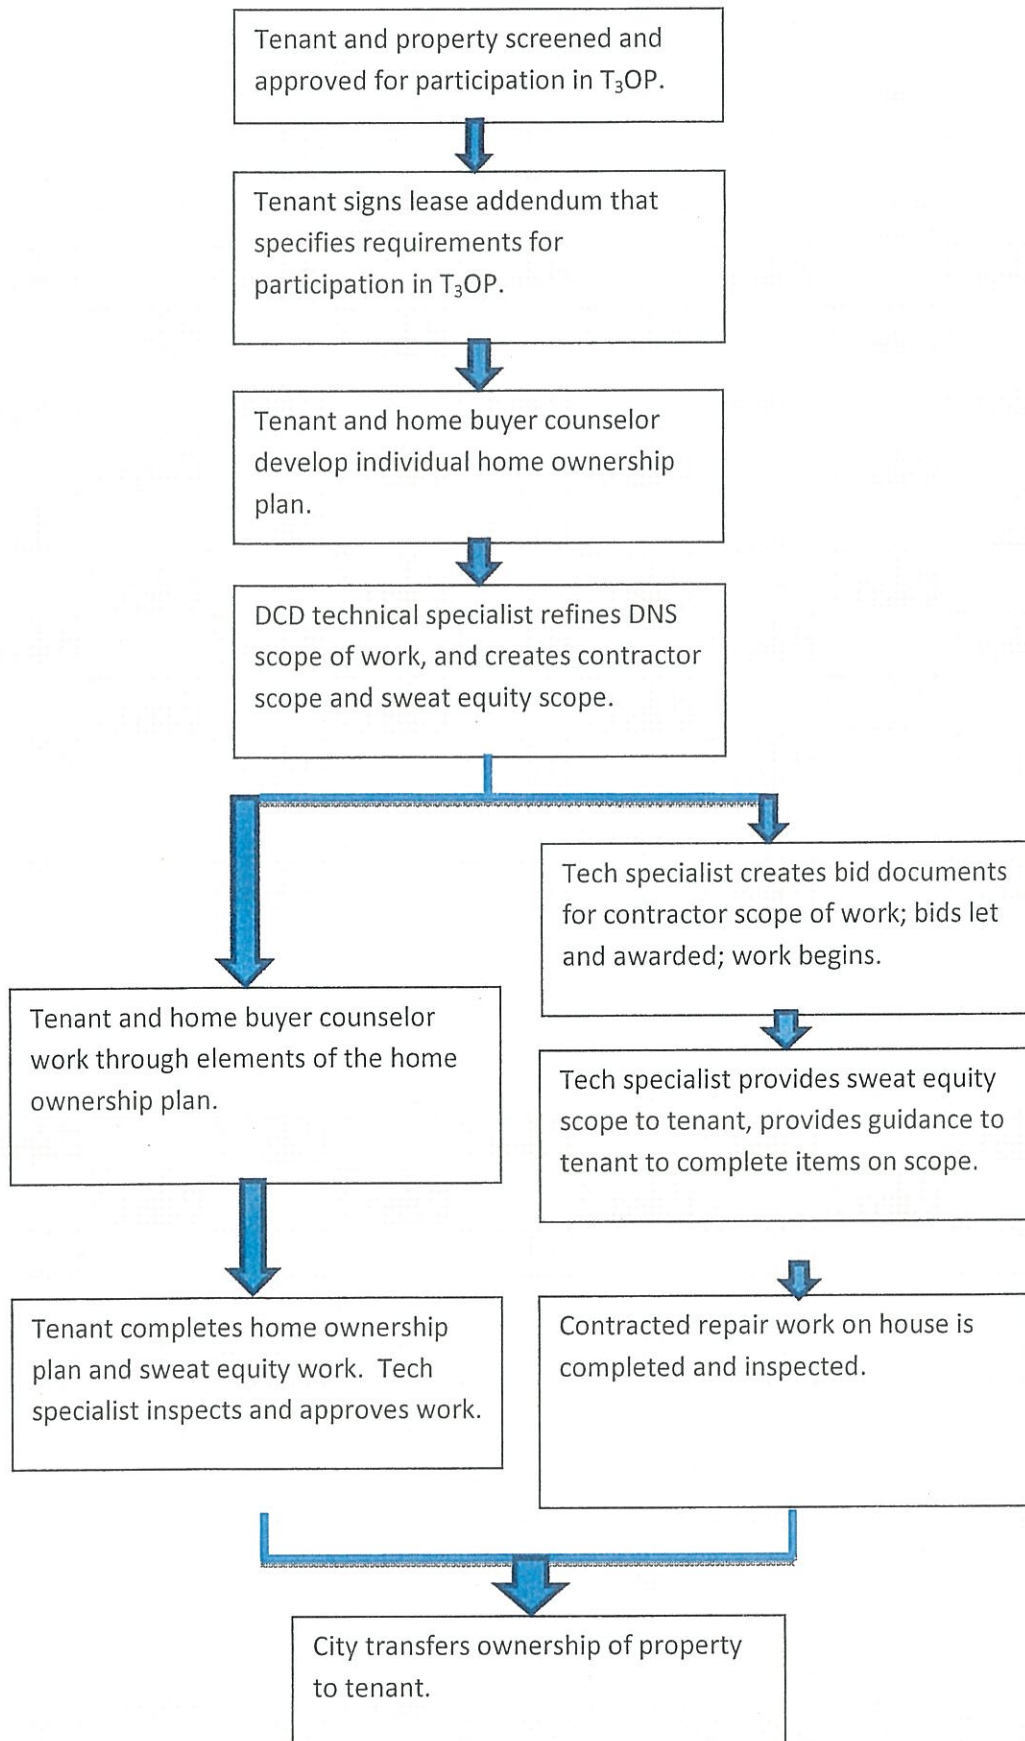 Tenant and property screened and
approved for participation in T₃OP.
Tenant signs lease addendum that
specifies requirements for
participation in T₃OP.
Tenant and home buyer counselor
develop individual home ownership
plan.
DCD technical specialist refines DNS
scope of work, and creates contractor
scope and sweat equity scope.
Tech specialist creates bid documents
for contractor scope of work; bids let
and awarded; work begins.
Tenant and home buyer counselor
work through elements of the home
ownership plan.
Tech specialist provides sweat equity
scope to tenant, provides guidance to
tenant to complete items on scope.
Tenant completes home ownership
plan and sweat equity work.  Tech
specialist inspects and approves work.
Contracted repair work on house is
completed and inspected.
City transfers ownership of property
to tenant.